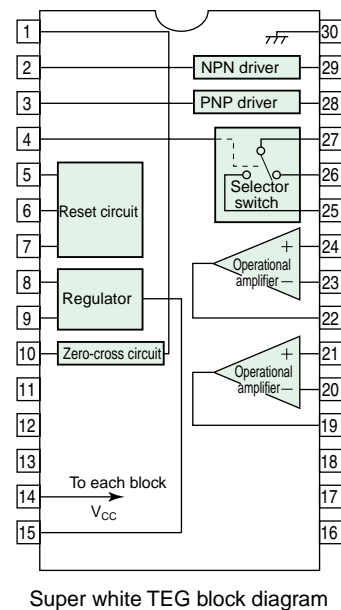 1
2
3
4
5
6
7
8
9
10
11
12
13
14
15
30
29
28
27
26
25
24
23
22
21
20
19
18
17
16
NPN driver
PNP driver
Selector
switch
Reset circuit
Regulator
Zero-cross circuit
+
Operational
amplifier
−
+
Operational
amplifier
−
To each block
VCC
Super white TEG block diagram